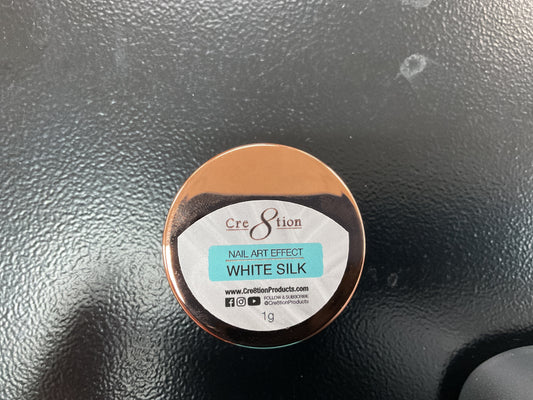 Cre8tion
NAIL ART EFFECT
WHITE SILK
www.Cre8tionProducts.com
FOLLOW & SUBSCRIBE
@Cre8tionProducts
1g